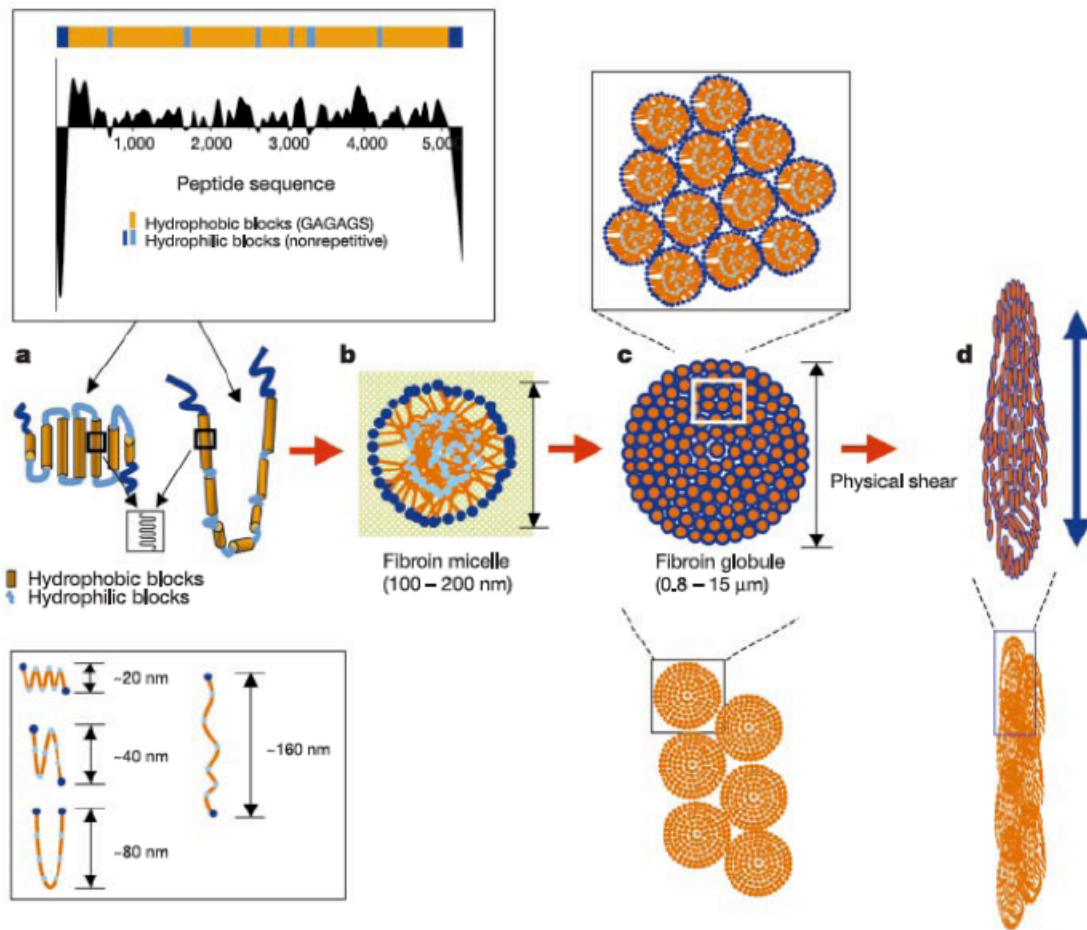 1,000 2,000 3,000 4,000 5,000
Peptide sequence
Hydrophobic blocks (GAGAGS)
Hydrophilic blocks (nonrepetitive)
a
b
c
d
Physical shear
Fibroin micelle
(100 – 200 nm)
Fibroin globule
(0.8 – 15 μm)
Hydrophobic blocks
Hydrophilic blocks
~20 nm
~40 nm
~80 nm
~160 nm